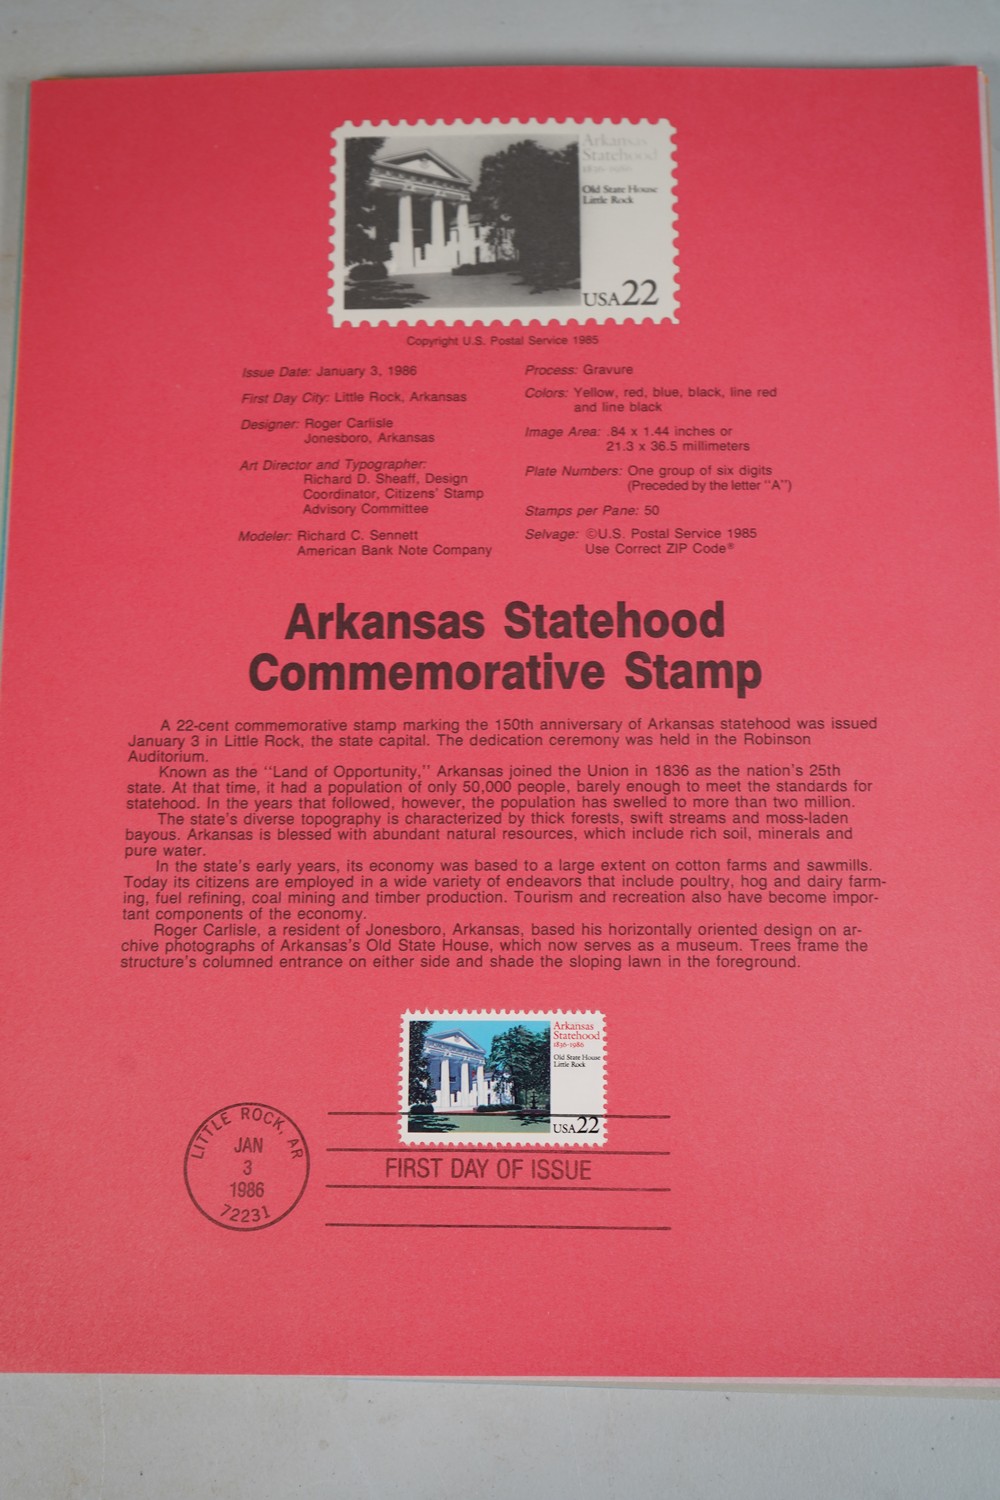 Arkansas
Statehood
1836-1986
Old State House
Little Rock
USA 22
Copyright U.S. Postal Service 1985
Issue Date: January 3, 1986
First Day City: Little Rock, Arkansas
Designer: Roger Carlisle
Jonesboro, Arkansas
Art Director and Typographer:
Richard D. Sheaff, Design
Coordinator, Citizens' Stamp
Advisory Committee
Modeler: Richard C. Sennett
American Bank Note Company
Process: Gravure
Colors: Yellow, red, blue, black, line red
and line black
Image Area: .84 x 1.44 inches or
21.3 x 36.5 millimeters
Plate Numbers: One group of six digits
(Preceded by the letter "A")
Stamps per Pane: 50
Selvage: ©U.S. Postal Service 1985
Use Correct ZIP Code®
Arkansas Statehood
Commemorative Stamp
A 22-cent commemorative stamp marking the 150th anniversary of Arkansas statehood was issued
January 3 in Little Rock, the state capital. The dedication ceremony was held in the Robinson
Auditorium.
Known as the "Land of Opportunity," Arkansas joined the Union in 1836 as the nation's 25th
state. At that time, it had a population of only 50,000 people, barely enough to meet the standards for
statehood. In the years that followed, however, the population has swelled to more than two million.
The state's diverse topography is characterized by thick forests, swift streams and moss-laden
bayous. Arkansas is blessed with abundant natural resources, which include rich soil, minerals and
pure water.
In the state's early years, its economy was based to a large extent on cotton farms and sawmills.
Today its citizens are employed in a wide variety of endeavors that include poultry, hog and dairy farm-
ing, fuel refining, coal mining and timber production. Tourism and recreation also have become impor-
tant components of the economy.
Roger Carlisle, a resident of Jonesboro, Arkansas, based his horizontally oriented design on ar-
chive photographs of Arkansas's Old State House, which now serves as a museum. Trees frame the
structure's columned entrance on either side and shade the sloping lawn in the foreground.
Arkansas
Statehood
1836-1986
Old State House
Little Rock
USA 22
LITTLE ROCK, AR
JAN
3
1986
72231
FIRST DAY OF ISSUE